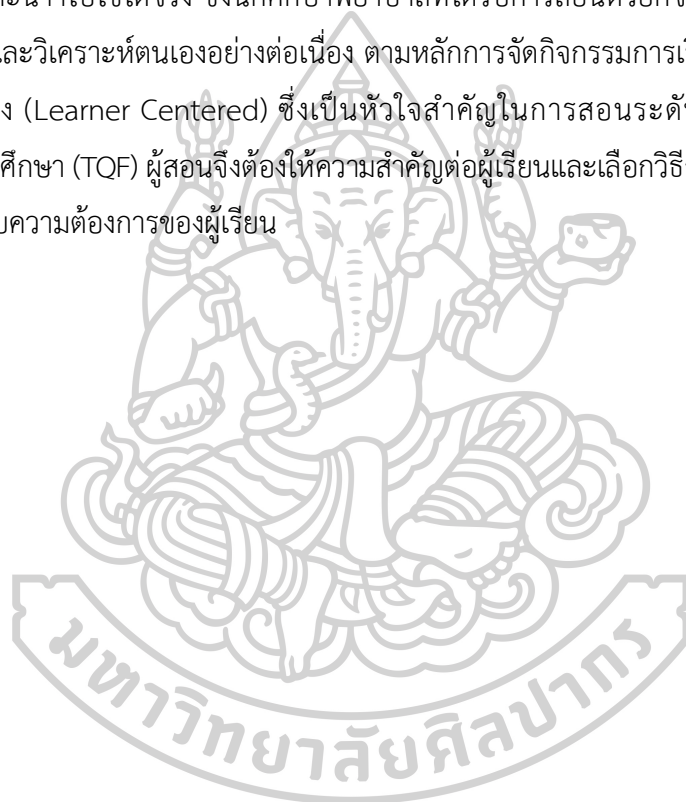 และวิเคราะห์ตนเองอย่างต่อเนื่อง ตามหลักการจัดกิจกรรมการ
(Learner Centered) ซึ่งเป็นหัวใจสำคัญในการสอนระดับ
ศึกษา (TQF) ผู้สอนจึงต้องให้ความสำคัญต่อผู้เรียนและเลือกวิธี
ความต้องการของผู้เรียน
มหาวิทยาลัยศิลปากร